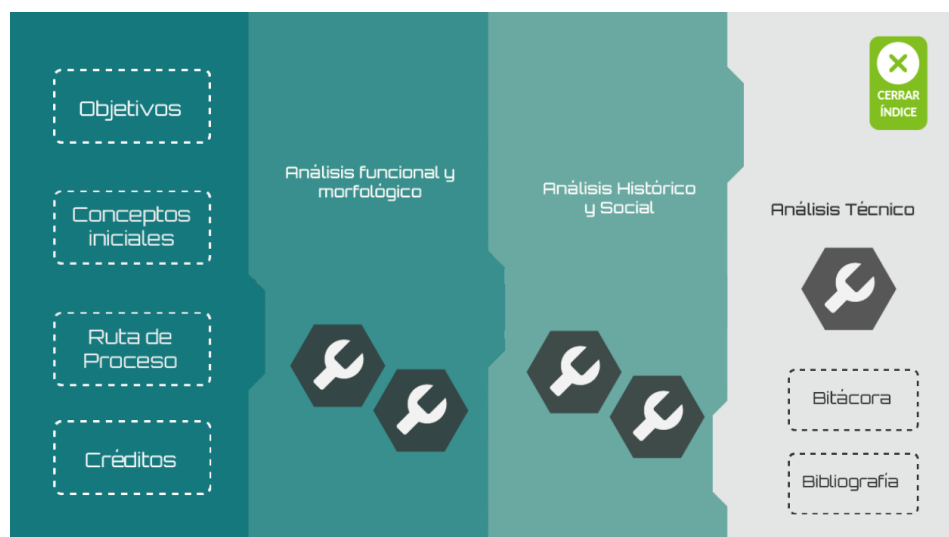 Objetivos
Conceptos
iniciales
Ruta de
Proceso
Créditos
Análisis funcional y
morfológico
Análisis Histórico
y Social
CERRAR
ÍNDICE
Análisis Técnico
Bitácora
Bibliografía